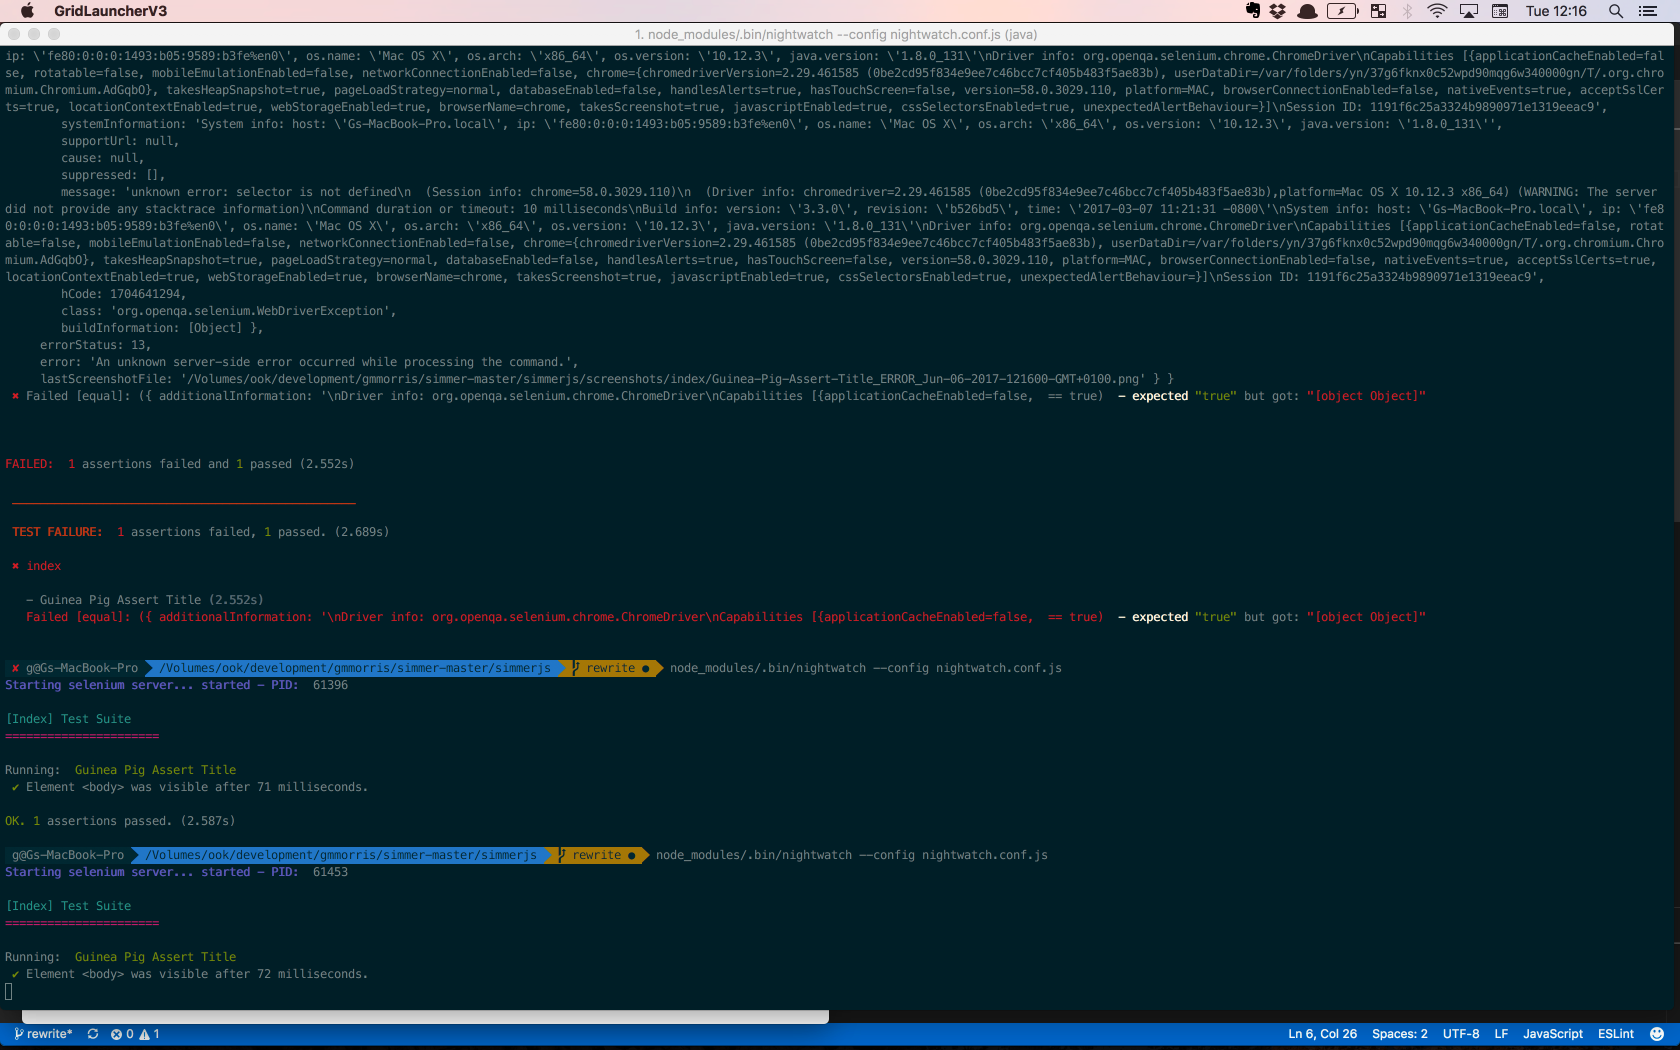 GridLauncherV3
Tue 12:16
1. node_modules/.bin/nightwatch --config nightwatch.conf.js (java)
ip: \'fe80:0:0:0:1493:b05:9589:b3fe%en0\', os.name: \'Mac OS X\', os.arch: \'x86_64\', os.version: \'10.12.3\', java.version: \'1.8.0_131\'\nDriver info: org.openqa.selenium.chrome.ChromeDriver\nCapabilities [{applicationCacheEnabled=fal
se, rotatable=false, mobileEmulationEnabled=false, networkConnectionEnabled=false, chrome={chromedriverVersion=2.29.461585 (0be2cd95f834e9ee7c46bcc7cf405b483f5ae83b), userDataDir=/var/folders/yn/37g6fknx0c52wpd90mqg6w340000gn/T/.org.chro
mium.Chromium.AdGqbO}, takesHeapSnapshot=true, pageLoadStrategy=normal, databaseEnabled=false, handlesAlerts=true, hasTouchScreen=false, version=58.0.3029.110, platform=MAC, browserConnectionEnabled=false, nativeEvents=true, acceptSslCer
ts=true, locationContextEnabled=true, webStorageEnabled=true, browserName=chrome, takesScreenshot=true, javascriptEnabled=true, cssSelectorsEnabled=true, unexpectedAlertBehaviour=}]\nSession ID: 1191f6c25a3324b9890971e1319eeac9',
systemInformation: 'System info: host: \'Gs-MacBook-Pro.local\', ip: \'fe80:0:0:0:1493:b05:9589:b3fe%en0\', os.name: \'Mac OS X\', os.arch: \'x86_64\', os.version: \'10.12.3\', java.version: \'1.8.0_131\'',
supportUrl: null,
cause: null,
suppressed: [],
message: 'unknown error: selector is not defined\n  (Session info: chrome=58.0.3029.110)\n  (Driver info: chromedriver=2.29.461585 (0be2cd95f834e9ee7c46bcc7cf405b483f5ae83b),platform=Mac OS X 10.12.3 x86_64) (WARNING: The server
did not provide any stacktrace information)\nCommand duration or timeout: 10 milliseconds\nBuild info: version: \'3.3.0\', revision: \'b526bd5\', time: \'2017-03-07 11:21:31 -0800\'\nSystem info: host: \'Gs-MacBook-Pro.local\', ip: \'fe8
0:0:0:0:1493:b05:9589:b3fe%en0\', os.name: \'Mac OS X\', os.arch: \'x86_64\', os.version: \'10.12.3\', java.version: \'1.8.0_131\'\nDriver info: org.openqa.selenium.chrome.ChromeDriver\nCapabilities [{applicationCacheEnabled=false, rotat
able=false, mobileEmulationEnabled=false, networkConnectionEnabled=false, chrome={chromedriverVersion=2.29.461585 (0be2cd95f834e9ee7c46bcc7cf405b483f5ae83b), userDataDir=/var/folders/yn/37g6fknx0c52wpd90mqg6w340000gn/T/.org.chromium.Chro
mium.AdGqbO}, takesHeapSnapshot=true, pageLoadStrategy=normal, databaseEnabled=false, handlesAlerts=true, hasTouchScreen=false, version=58.0.3029.110, platform=MAC, browserConnectionEnabled=false, nativeEvents=true, acceptSslCerts=true,
locationContextEnabled=true, webStorageEnabled=true, browserName=chrome, takesScreenshot=true, javascriptEnabled=true, cssSelectorsEnabled=true, unexpectedAlertBehaviour=}]\nSession ID: 1191f6c25a3324b9890971e1319eeac9',
hCode: 1704641294,
class: 'org.openqa.selenium.WebDriverException',
buildInformation: [Object] },
errorStatus: 13,
error: 'An unknown server-side error occurred while processing the command.',
lastScreenshotFile: '/Volumes/ook/development/gmmorris/simmer-master/simmerjs/screenshots/index/Guinea-Pig-Assert-Title_ERROR_Jun-06-2017-121600-GMT+0100.png' } }
✖ Failed [equal]: ({ additionalInformation: '\nDriver info: org.openqa.selenium.chrome.ChromeDriver\nCapabilities [{applicationCacheEnabled=false,  == true)  – expected "true" but got: "[object Object]"
FAILED:  1 assertions failed and 1 passed (2.552s)
TEST FAILURE:  1 assertions failed, 1 passed. (2.689s)
✖ index
– Guinea Pig Assert Title (2.552s)
Failed [equal]: ({ additionalInformation: '\nDriver info: org.openqa.selenium.chrome.ChromeDriver\nCapabilities [{applicationCacheEnabled=false,  == true)  – expected "true" but got: "[object Object]"
✘ g@Gs-MacBook-Pro /Volumes/ook/development/gmmorris/simmer-master/simmerjs rewrite ● node_modules/.bin/nightwatch --config nightwatch.conf.js
Starting selenium server... started – PID:  61396
[Index] Test Suite
======================
Running:  Guinea Pig Assert Title
✔ Element <body> was visible after 71 milliseconds.
OK. 1 assertions passed. (2.587s)
g@Gs-MacBook-Pro /Volumes/ook/development/gmmorris/simmer-master/simmerjs rewrite ● node_modules/.bin/nightwatch --config nightwatch.conf.js
Starting selenium server... started – PID:  61453
[Index] Test Suite
======================
Running:  Guinea Pig Assert Title
✔ Element <body> was visible after 72 milliseconds.
rewrite* 0 1 Ln 6, Col 26 Spaces: 2 UTF-8 LF JavaScript ESLint